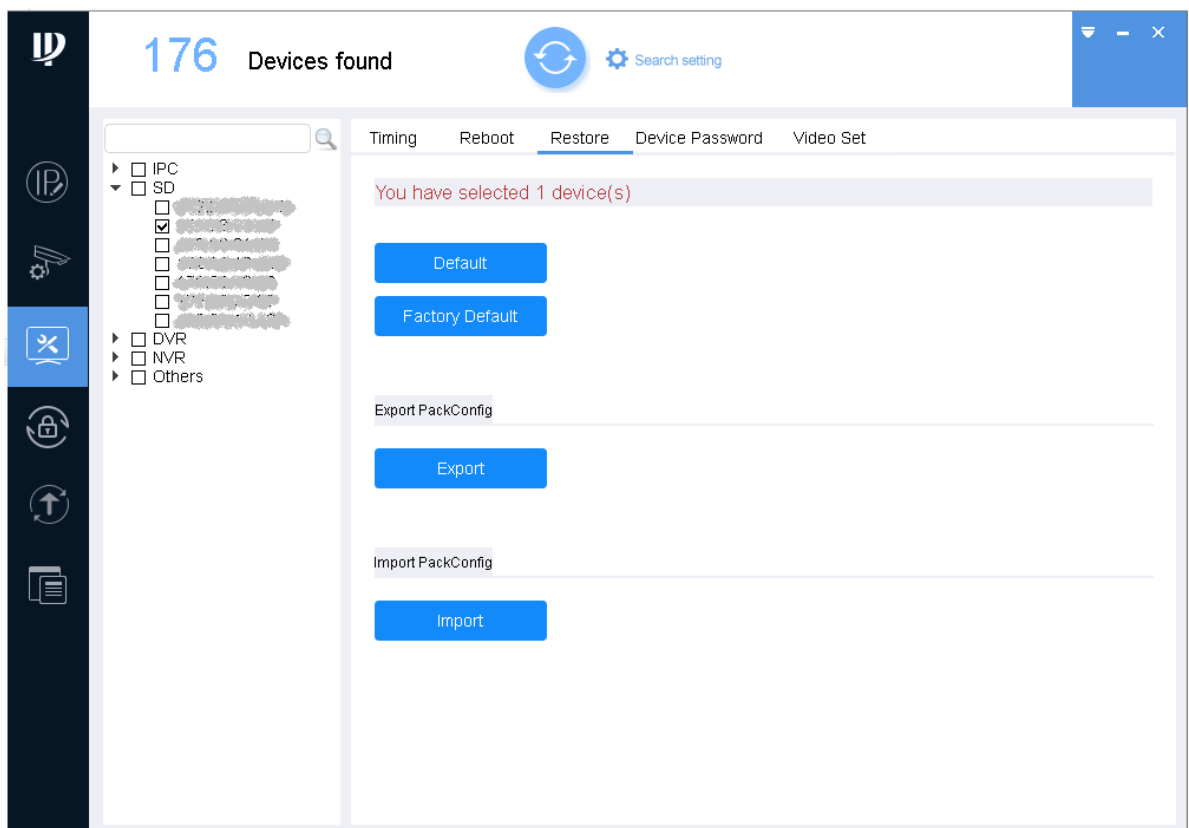 176 Devices found
Search setting
Timing Reboot Restore Device Password Video Set
IPC
SD
DVR
NVR
Others
You have selected 1 device(s)
Default
Factory Default
Export PackConfig
Export
Import PackConfig
Import